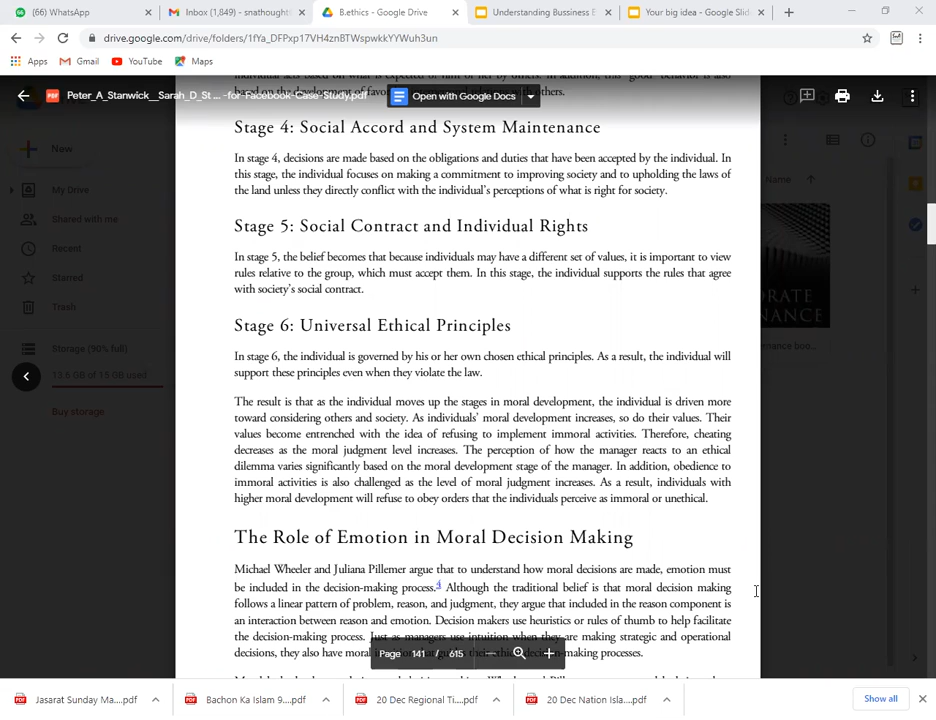 (66) WhatsApp
Inbox (1,849) - snathought
B.ethics - Google Drive
Understanding Bussiness E
Your big idea - Google Slid
drive.google.com/drive/folders/1fYa_DFPxp17VH4znBTWspwkkYYWuh3un
Apps Gmail YouTube Maps
Peter_A_Stanwick__Sarah_D_St ... -for-Facebook-Case-Study.pdf
Open with Google Docs
New
My Drive
Shared with me
Recent
Starred
Trash
Storage (90% full)
13.6 GB of 15 GB used
Buy storage
Name
individual acts based on what is expected of him or her by others. In addition, this "good" behavior is also
based on the development of favo thers.
Stage 4: Social Accord and System Maintenance
In stage 4, decisions are made based on the obligations and duties that have been accepted by the individual. In
this stage, the individual focuses on making a commitment to improving society and to upholding the laws of
the land unless they directly conflict with the individual's perceptions of what is right for society.
Stage 5: Social Contract and Individual Rights
In stage 5, the belief becomes that because individuals may have a different set of values, it is important to view
rules relative to the group, which must accept them. In this stage, the individual supports the rules that agree
with society's social contract.
Stage 6: Universal Ethical Principles
In stage 6, the individual is governed by his or her own chosen ethical principles. As a result, the individual will
support these principles even when they violate the law.
The result is that as the individual moves up the stages in moral development, the individual is driven more
toward considering others and society. As individuals' moral development increases, so do their values. Their
values become entrenched with the idea of refusing to implement immoral activities. Therefore, cheating
decreases as the moral judgment level increases. The perception of how the manager reacts to an ethical
dilemma varies significantly based on the moral development stage of the manager. In addition, obedience to
immoral activities is also challenged as the level of moral judgment increases. As a result, individuals with
higher moral development will refuse to obey orders that the individuals perceive as immoral or unethical.
The Role of Emotion in Moral Decision Making
Michael Wheeler and Juliana Pillemer argue that to understand how moral decisions are made, emotion must
be included in the decision-making process.4 Although the traditional belief is that moral decision making
follows a linear pattern of problem, reason, and judgment, they argue that included in the reason component is
an interaction between reason and emotion. Decision makers use heuristics or rules of thumb to help facilitate
the decision-making process. Just as managers use intuition when they are making strategic and operational
decisions, they also have moral their decision-making processes.
Page 141 / 615
ORATE
NANCE
nance boo...
Jasarat Sunday Ma....pdf
Bachon Ka Islam 9....pdf
20 Dec Regional Ti....pdf
20 Dec Nation Isla....pdf
Show all